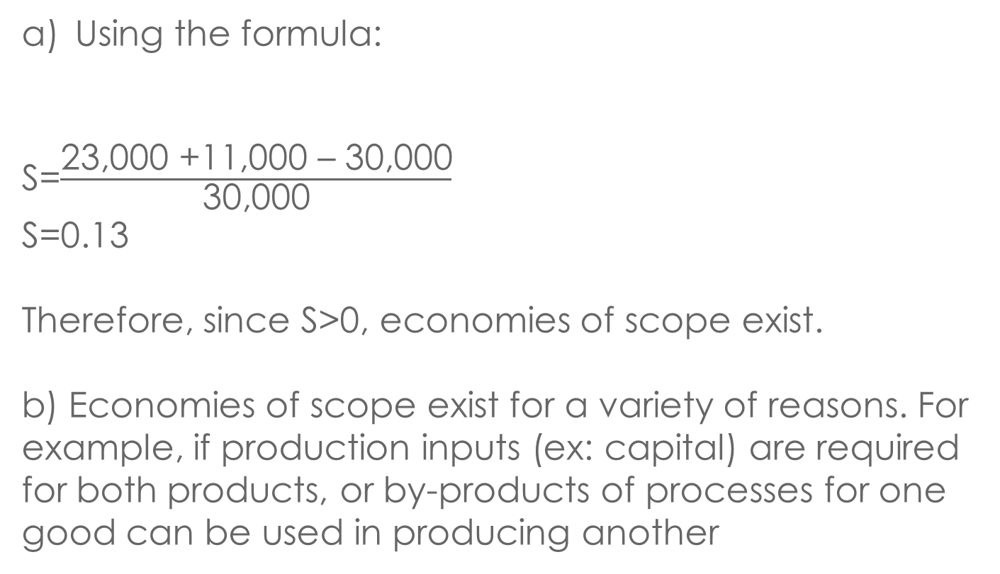 a) Using the formula:
23,000 +11,000 – 30,000
S=
30,000
S=0.13
Therefore, since S>0, economies of scope exist.
b) Economies of scope exist for a variety of reasons. For
example, if production inputs (ex: capital) are required
for both products, or by-products of processes for one
good can be used in producing another